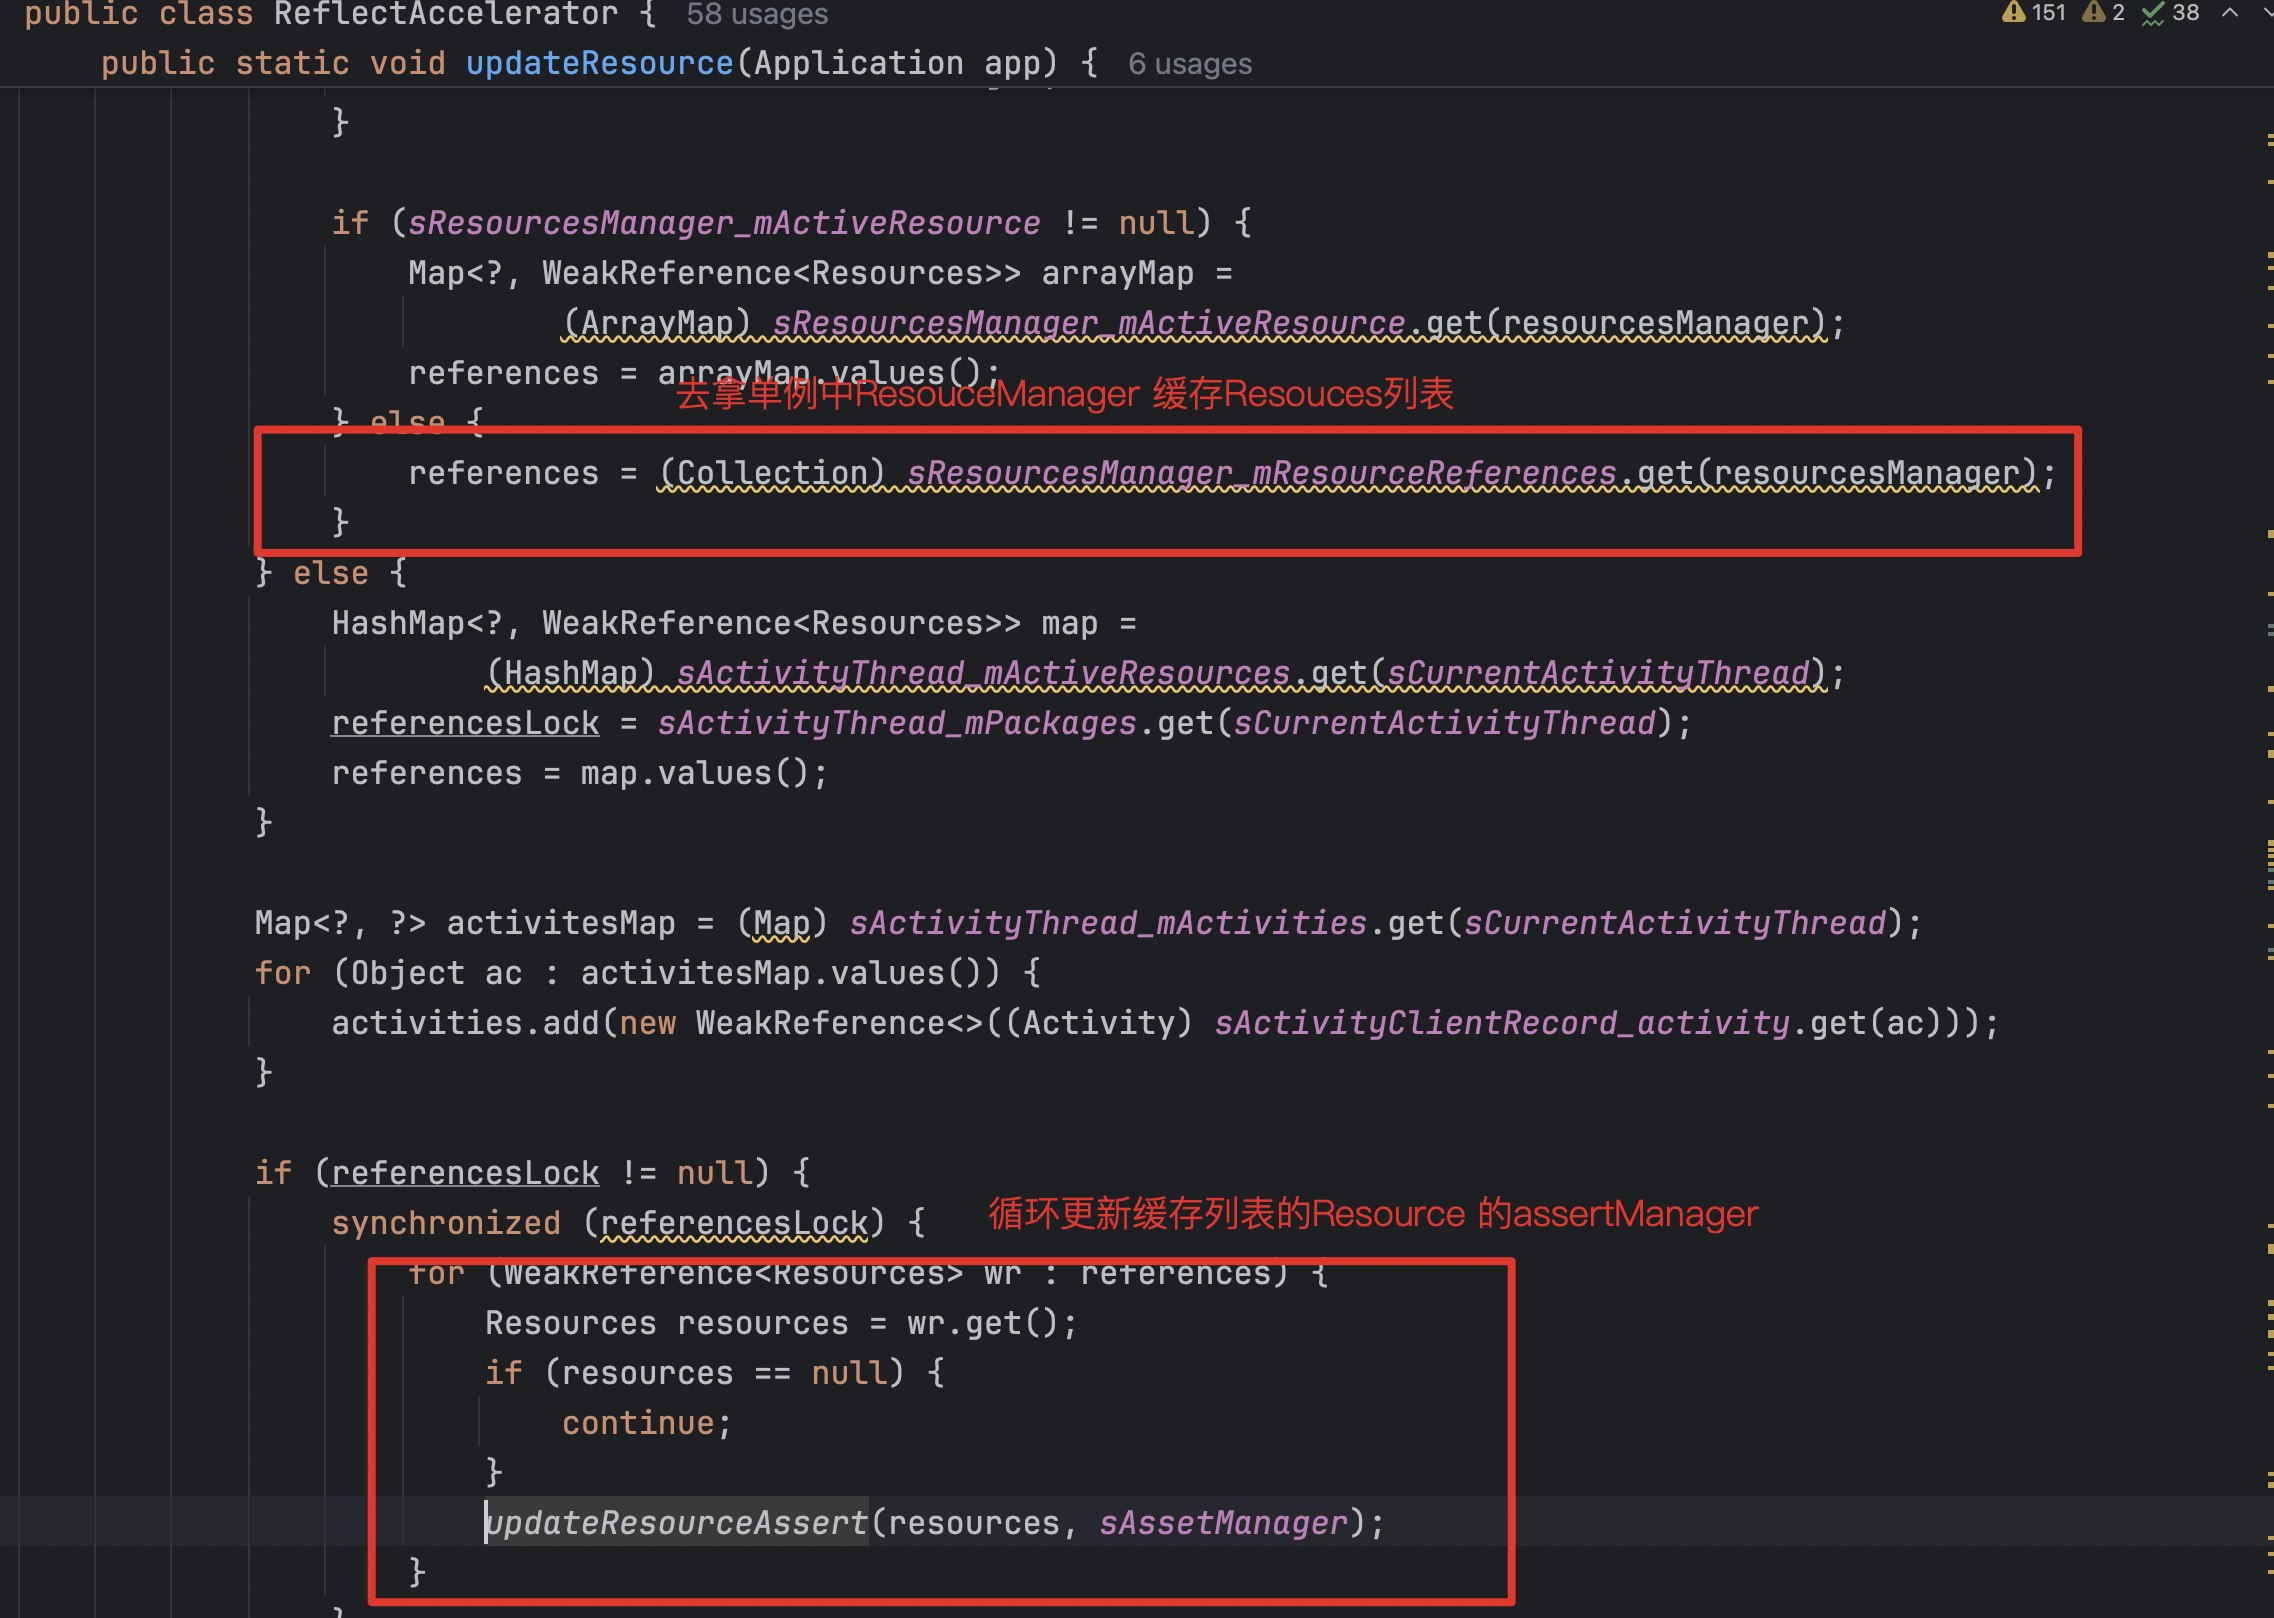 public class ReflectAccelerator {  58 usages
151  2  38
public static void updateResource(Application app) {  6 usages
}
if (sResourcesManager_mActiveResource != null) {
Map<?, WeakReference<Resources>> arrayMap =
(ArrayMap) sResourcesManager_mActiveResource.get(resourcesManager);
references = arrayMap.values();
去拿单例中ResouceManager 缓存Resouces列表
} else {
references = (Collection) sResourcesManager_mResourceReferences.get(resourcesManager);
}
} else {
HashMap<?, WeakReference<Resources>> map =
(HashMap) sActivityThread_mActiveResources.get(sCurrentActivityThread);
referencesLock = sActivityThread_mPackages.get(sCurrentActivityThread);
references = map.values();
}
Map<?, ?> activitesMap = (Map) sActivityThread_mActivities.get(sCurrentActivityThread);
for (Object ac : activitesMap.values()) {
activities.add(new WeakReference<>((Activity) sActivityClientRecord_activity.get(ac)));
}
if (referencesLock != null) {
synchronized (referencesLock) {
循环更新缓存列表的Resource 的assertManager
for (WeakReference<Resources> wr : references) {
Resources resources = wr.get();
if (resources == null) {
continue;
}
updateResourceAssert(resources, sAssetManager);
}
}